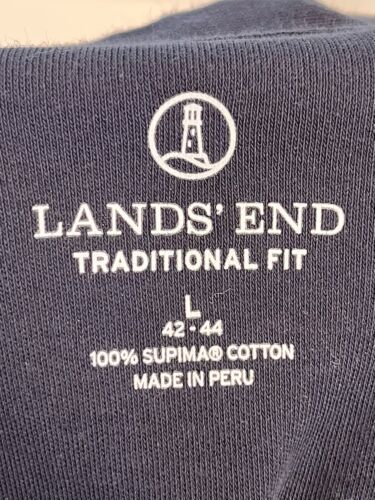 LANDS' END
TRADITIONAL FIT
L
42 - 44
100% SUPIMA® COTTON
MADE IN PERU